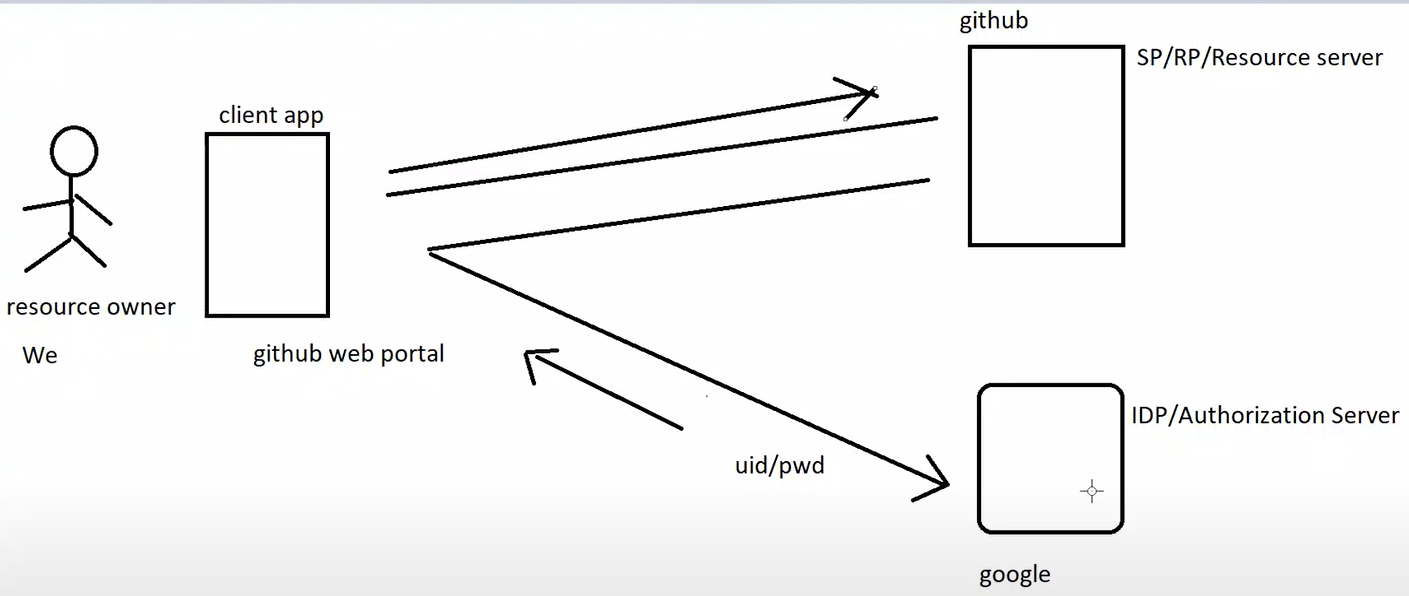 github
SP/RP/Resource server
client app
resource owner
We
github web portal
IDP/Authorization Server
uid/pwd
google